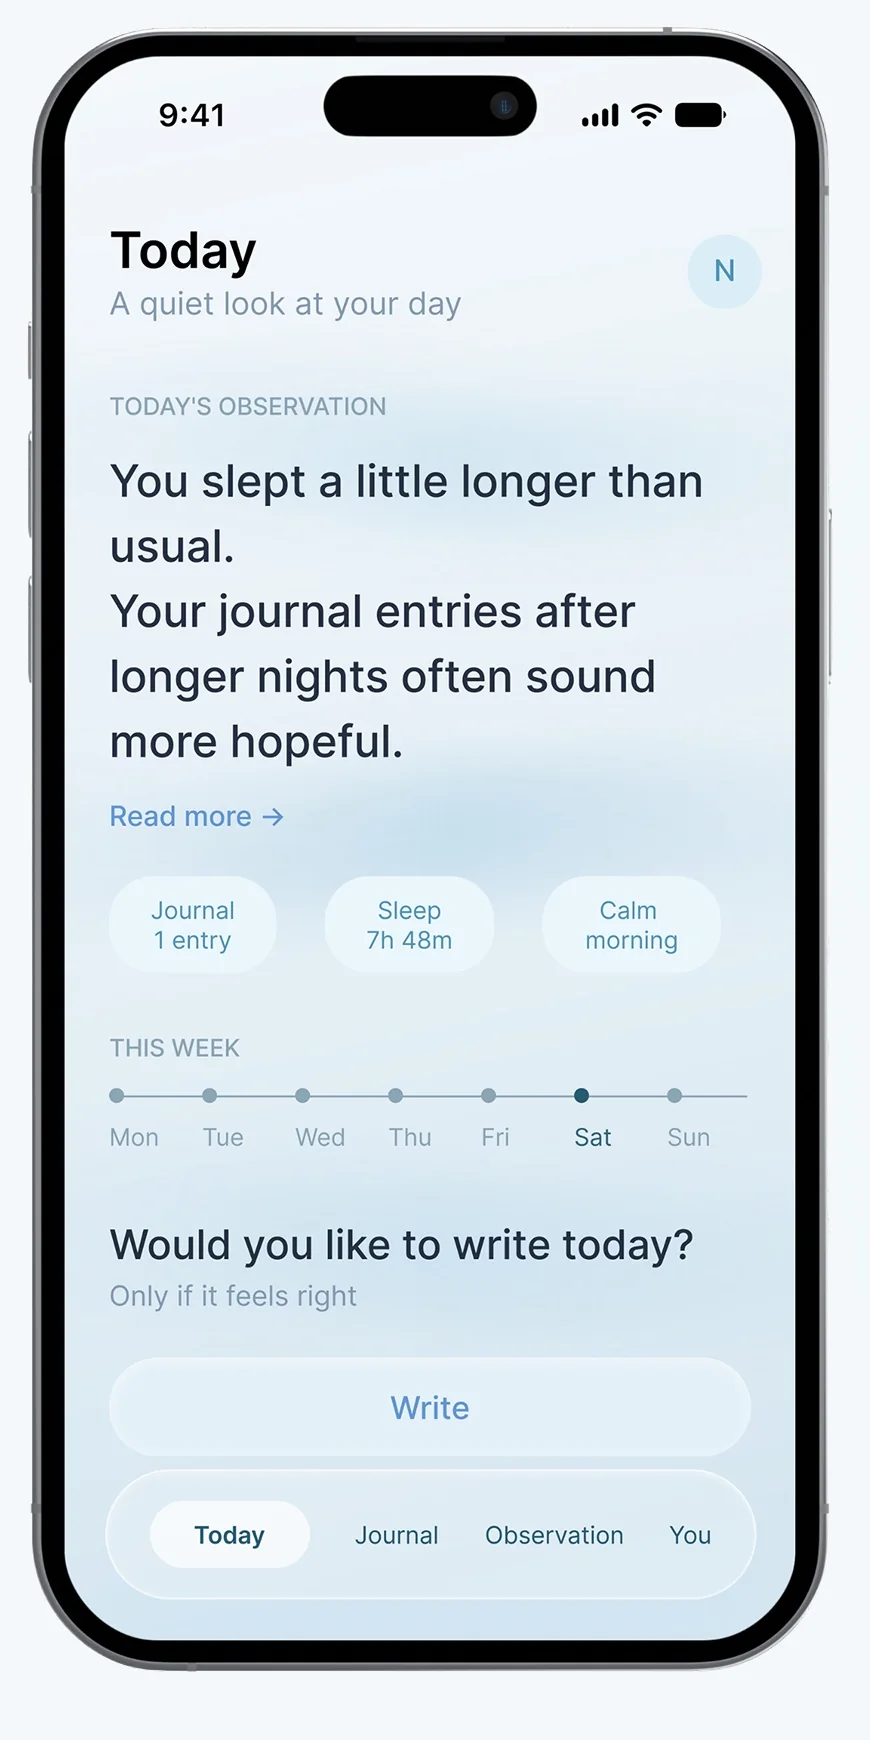 9:41
Today
N
A quiet look at your day
TODAY'S OBSERVATION
You slept a little longer than
usual.
Your journal entries after
longer nights often sound
more hopeful.
Read more →
Journal
1 entry
Sleep
7h 48m
Calm
morning
THIS WEEK
Mon Tue Wed Thu Fri Sat Sun
Would you like to write today?
Only if it feels right
Write
Today Journal Observation You